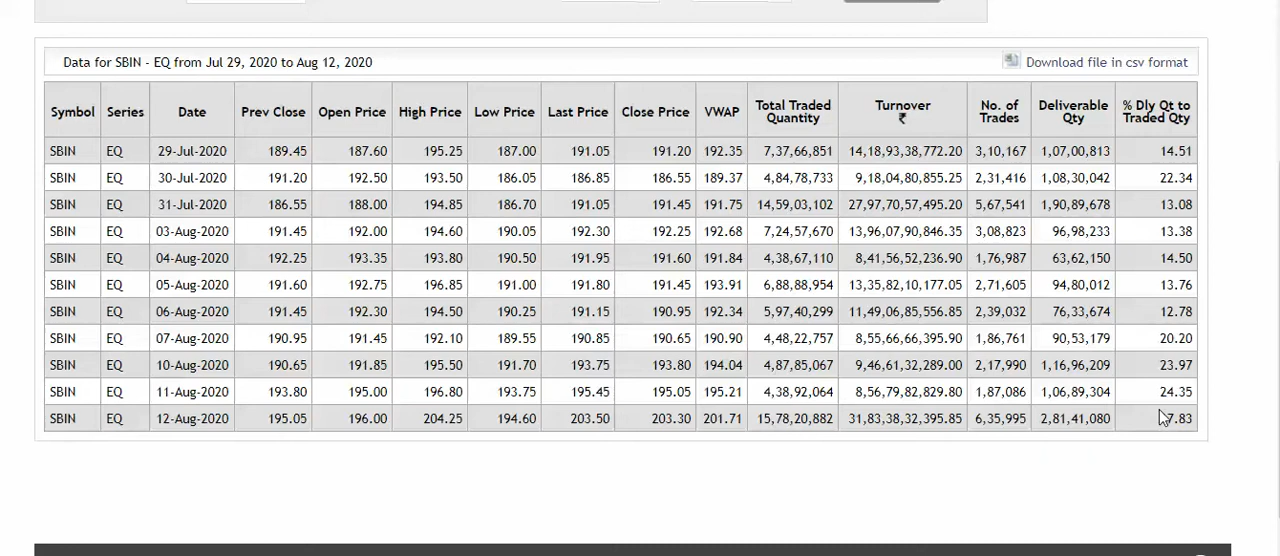 Data for SBIN - EQ from Jul 29, 2020 to Aug 12, 2020 Download file in csv format
Symbol Series Date Prev Close Open Price High Price Low Price Last Price Close Price VWAP Total Traded Quantity Turnover ₹ No. of Trades Deliverable Qty % Dly Qt to Traded Qty
SBIN EQ 29-Jul-2020 189.45 187.60 195.25 187.00 191.05 191.20 192.35 7,37,66,851 14,18,93,38,772.20 3,10,167 1,07,00,813 14.51
SBIN EQ 30-Jul-2020 191.20 192.50 193.50 186.05 186.85 186.55 189.37 4,84,78,733 9,18,04,80,855.25 2,31,416 1,08,30,042 22.34
SBIN EQ 31-Jul-2020 186.55 188.00 194.85 186.70 191.05 191.45 191.75 14,59,03,102 27,97,70,57,495.20 5,67,541 1,90,89,678 13.08
SBIN EQ 03-Aug-2020 191.45 192.00 194.60 190.05 192.30 192.25 192.68 7,24,57,670 13,96,07,90,846.35 3,08,823 96,98,233 13.38
SBIN EQ 04-Aug-2020 192.25 193.35 193.80 190.50 191.95 191.60 191.84 4,38,67,110 8,41,56,52,236.90 1,76,987 63,62,150 14.50
SBIN EQ 05-Aug-2020 191.60 192.75 196.85 191.00 191.80 191.45 193.91 6,88,88,954 13,35,82,10,177.05 2,71,605 94,80,012 13.76
SBIN EQ 06-Aug-2020 191.45 192.30 194.50 190.25 191.15 190.95 192.34 5,97,40,299 11,49,06,85,556.85 2,39,032 76,33,674 12.78
SBIN EQ 07-Aug-2020 190.95 191.45 192.10 189.55 190.85 190.65 190.90 4,48,22,757 8,55,66,66,395.90 1,86,761 90,53,179 20.20
SBIN EQ 10-Aug-2020 190.65 191.85 195.50 191.70 193.75 193.80 194.04 4,87,85,067 9,46,61,32,289.00 2,17,990 1,16,96,209 23.97
SBIN EQ 11-Aug-2020 193.80 195.00 196.80 193.75 195.45 195.05 195.21 4,38,92,064 8,56,79,82,829.80 1,87,086 1,06,89,304 24.35
SBIN EQ 12-Aug-2020 195.05 196.00 204.25 194.60 203.50 203.30 201.71 15,78,20,882 31,83,38,32,395.85 6,35,995 2,81,41,080